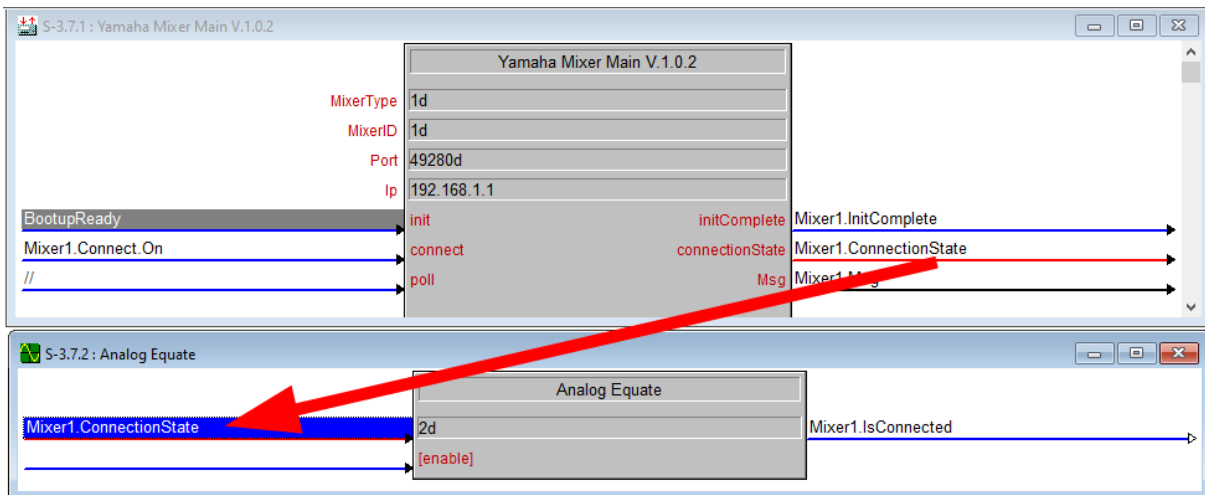 S-3.7.1 : Yamaha Mixer Main V.1.0.2
Yamaha Mixer Main V.1.0.2
MixerType 1d
MixerID 1d
Port 49280d
Ip 192.168.1.1
BootupReady init initComplete Mixer1.InitComplete
Mixer1.Connect.On connect connectionState Mixer1.ConnectionState
// poll Msg
S-3.7.2 : Analog Equate
Analog Equate
Mixer1.ConnectionState 2d Mixer1.IsConnected
[enable]